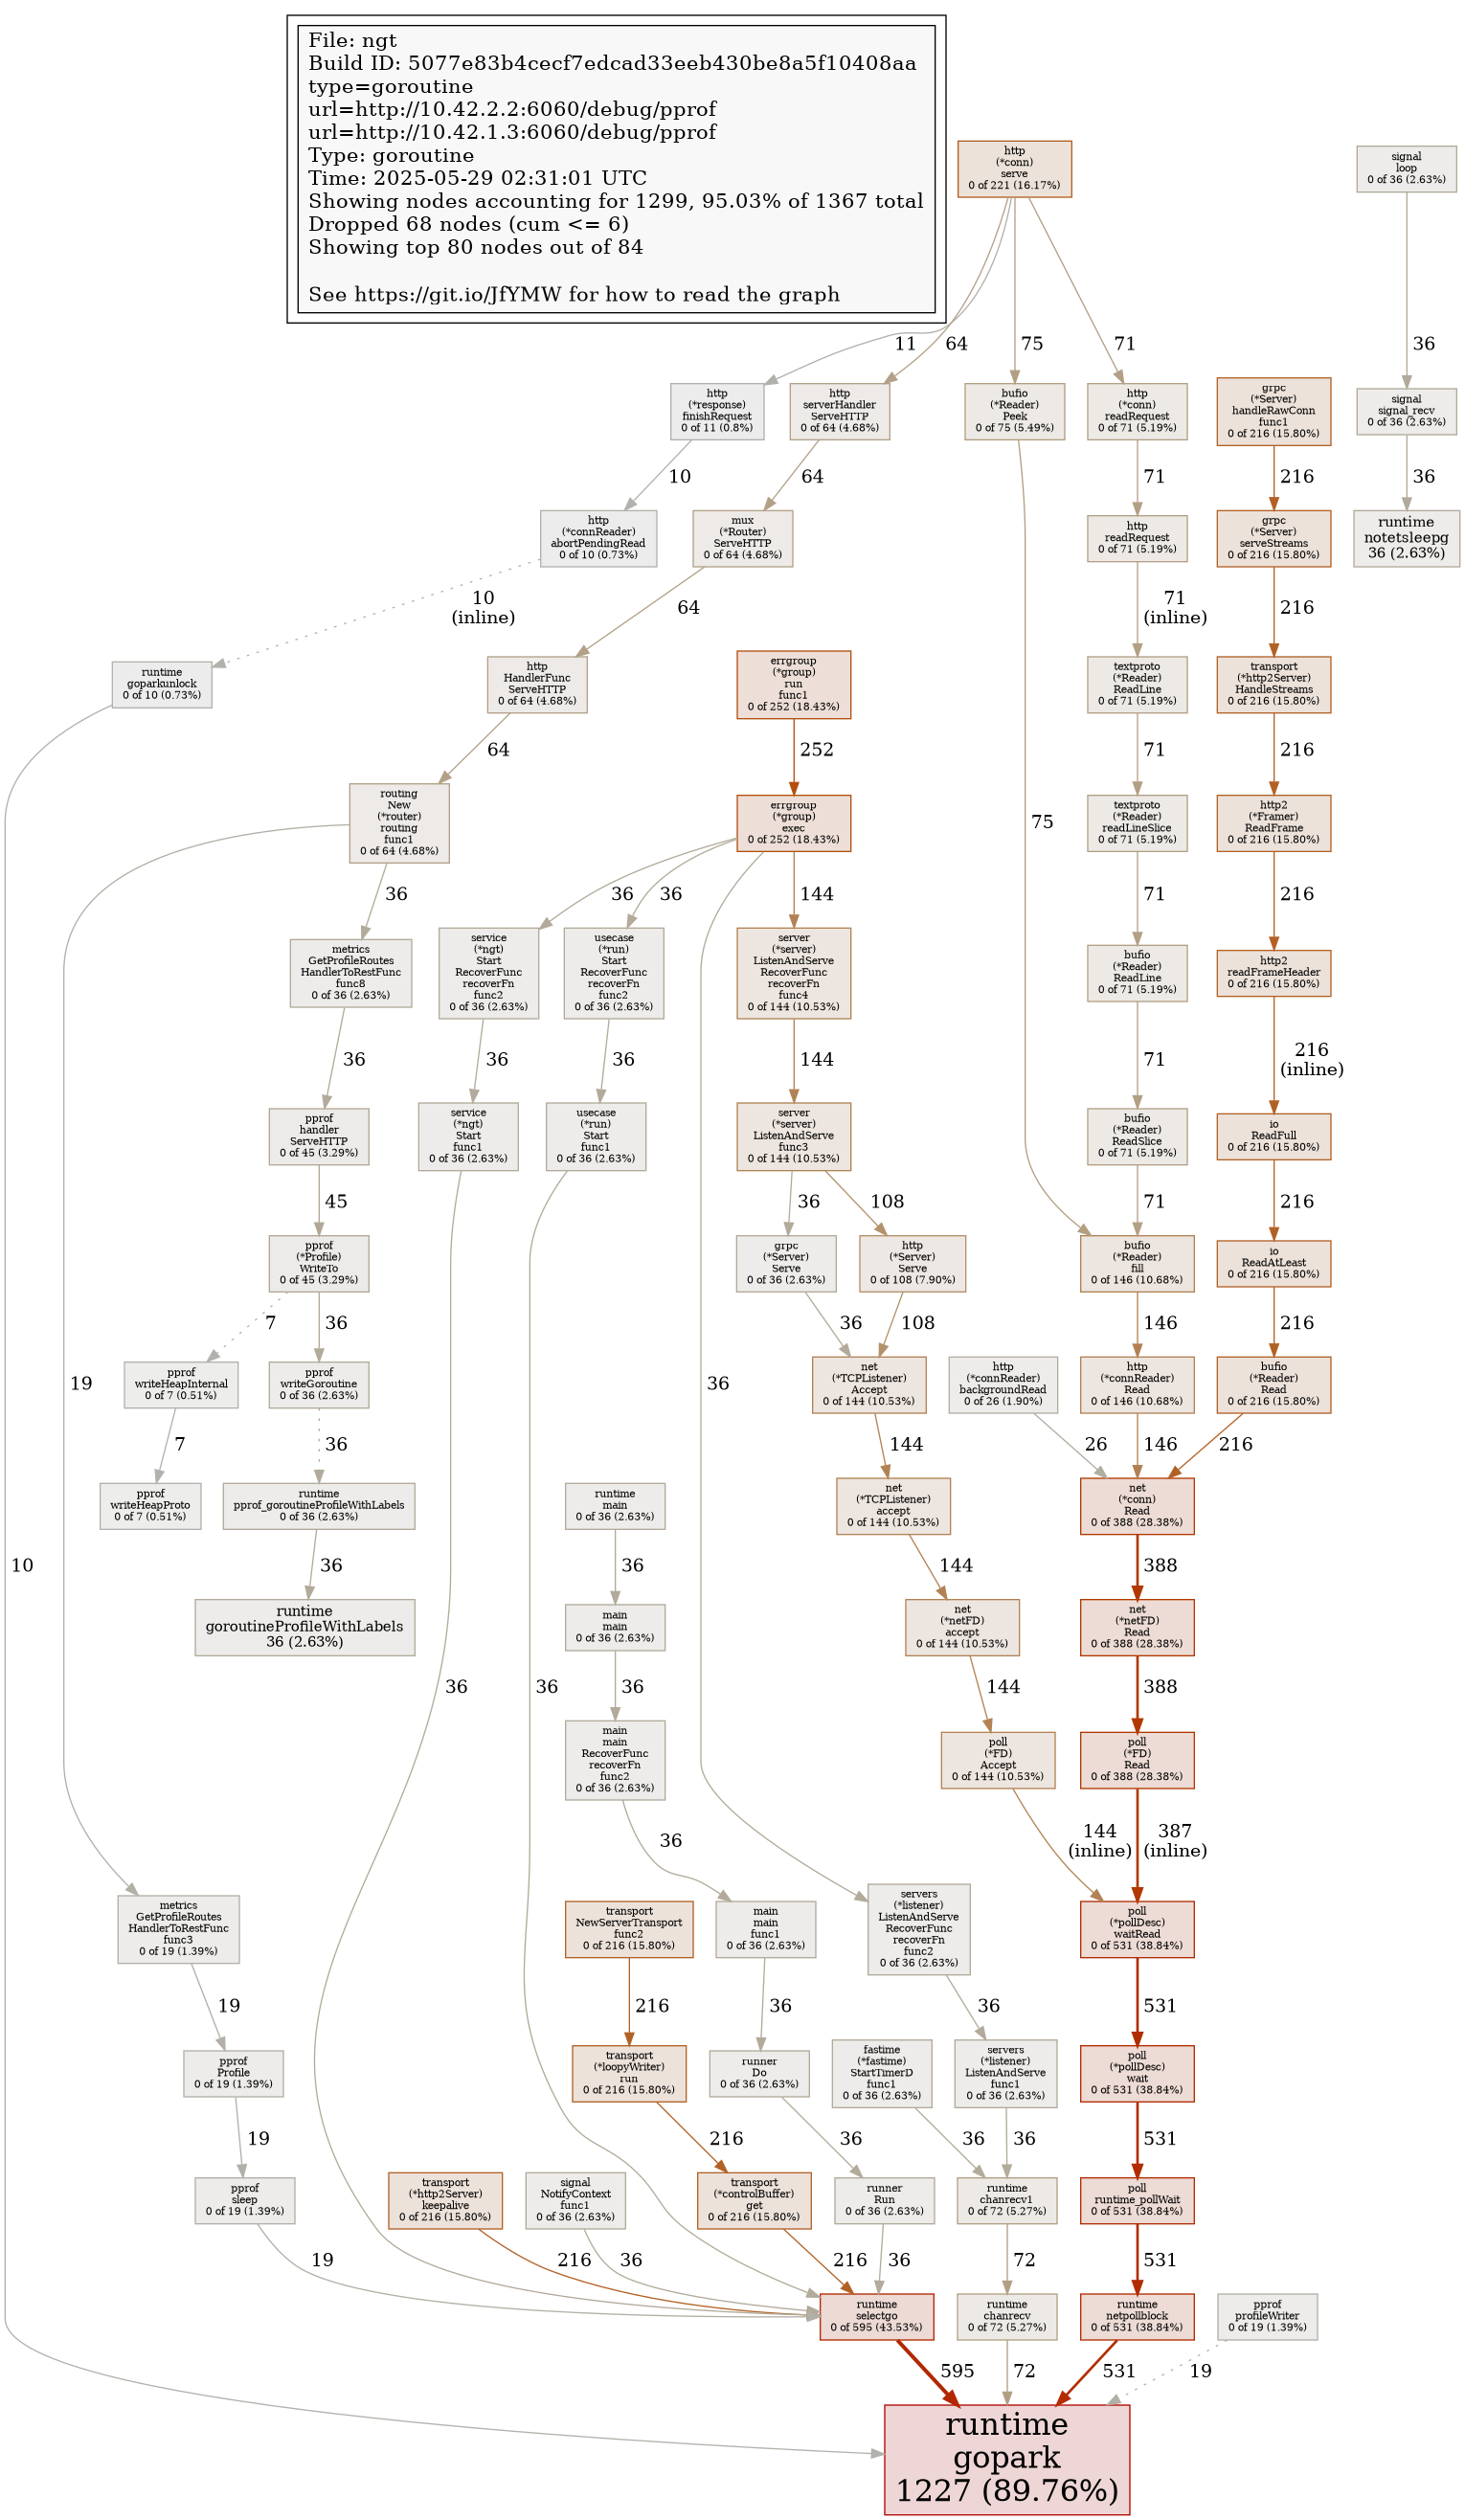 File: ngt
Build ID: 5077e83b4cecf7edcad33eeb430be8a5f10408aa
type=goroutine
url=http://10.42.2.2:6060/debug/pprof
url=http://10.42.1.3:6060/debug/pprof
Type: goroutine
Time: 2025-05-29 02:31:01 UTC
Showing nodes accounting for 1299, 95.03% of 1367 total
Dropped 68 nodes (cum <= 6)
Showing top 80 nodes out of 84
See https://git.io/JfYMW for how to read the graph
http
(*conn)
serve
0 of 221 (16.17%)
signal
loop
0 of 36 (2.63%)
11
64
75
71
36
http
(*response)
finishRequest
0 of 11 (0.8%)
http
serverHandler
ServeHTTP
0 of 64 (4.68%)
bufio
(*Reader)
Peek
0 of 75 (5.49%)
http
(*conn)
readRequest
0 of 71 (5.19%)
grpc
(*Server)
handleRawConn
func1
0 of 216 (15.80%)
signal
signal_recv
0 of 36 (2.63%)
10
64
71
216
36
http
(*connReader)
abortPendingRead
0 of 10 (0.73%)
mux
(*Router)
ServeHTTP
0 of 64 (4.68%)
http
readRequest
0 of 71 (5.19%)
grpc
(*Server)
serveStreams
0 of 216 (15.80%)
runtime
notetsleepg
36 (2.63%)
10
(inline)
64
71
(inline)
216
runtime
goparkunlock
0 of 10 (0.73%)
http
HandlerFunc
ServeHTTP
0 of 64 (4.68%)
errgroup
(*group)
run
func1
0 of 252 (18.43%)
textproto
(*Reader)
ReadLine
0 of 71 (5.19%)
transport
(*http2Server)
HandleStreams
0 of 216 (15.80%)
64
252
71
216
routing
New
(*router)
routing
func1
0 of 64 (4.68%)
errgroup
(*group)
exec
0 of 252 (18.43%)
75
textproto
(*Reader)
readLineSlice
0 of 71 (5.19%)
http2
(*Framer)
ReadFrame
0 of 216 (15.80%)
36
36
36
144
71
216
metrics
GetProfileRoutes
HandlerToRestFunc
func8
0 of 36 (2.63%)
service
(*ngt)
Start
RecoverFunc
recoverFn
func2
0 of 36 (2.63%)
usecase
(*run)
Start
RecoverFunc
recoverFn
func2
0 of 36 (2.63%)
server
(*server)
ListenAndServe
RecoverFunc
recoverFn
func4
0 of 144 (10.53%)
bufio
(*Reader)
ReadLine
0 of 71 (5.19%)
http2
readFrameHeader
0 of 216 (15.80%)
36
36
36
144
71
216
(inline)
pprof
handler
ServeHTTP
0 of 45 (3.29%)
service
(*ngt)
Start
func1
0 of 36 (2.63%)
usecase
(*run)
Start
func1
0 of 36 (2.63%)
server
(*server)
ListenAndServe
func3
0 of 144 (10.53%)
bufio
(*Reader)
ReadSlice
0 of 71 (5.19%)
io
ReadFull
0 of 216 (15.80%)
45
36
108
71
216
pprof
(*Profile)
WriteTo
0 of 45 (3.29%)
grpc
(*Server)
Serve
0 of 36 (2.63%)
http
(*Server)
Serve
0 of 108 (7.90%)
bufio
(*Reader)
fill
0 of 146 (10.68%)
io
ReadAtLeast
0 of 216 (15.80%)
7
36
36
108
146
216
19
pprof
writeHeapInternal
0 of 7 (0.51%)
pprof
writeGoroutine
0 of 36 (2.63%)
36
net
(*TCPListener)
Accept
0 of 144 (10.53%)
http
(*connReader)
backgroundRead
0 of 26 (1.90%)
http
(*connReader)
Read
0 of 146 (10.68%)
bufio
(*Reader)
Read
0 of 216 (15.80%)
7
36
144
26
146
216
pprof
writeHeapProto
0 of 7 (0.51%)
runtime
pprof_goroutineProfileWithLabels
0 of 36 (2.63%)
runtime
main
0 of 36 (2.63%)
net
(*TCPListener)
accept
0 of 144 (10.53%)
net
(*conn)
Read
0 of 388 (28.38%)
10
36
36
144
388
runtime
goroutineProfileWithLabels
36 (2.63%)
main
main
0 of 36 (2.63%)
net
(*netFD)
accept
0 of 144 (10.53%)
net
(*netFD)
Read
0 of 388 (28.38%)
36
36
36
144
388
main
main
RecoverFunc
recoverFn
func2
0 of 36 (2.63%)
poll
(*FD)
Accept
0 of 144 (10.53%)
poll
(*FD)
Read
0 of 388 (28.38%)
36
144
(inline)
387
(inline)
metrics
GetProfileRoutes
HandlerToRestFunc
func3
0 of 19 (1.39%)
transport
NewServerTransport
func2
0 of 216 (15.80%)
main
main
func1
0 of 36 (2.63%)
servers
(*listener)
ListenAndServe
RecoverFunc
recoverFn
func2
0 of 36 (2.63%)
poll
(*pollDesc)
waitRead
0 of 531 (38.84%)
19
216
36
36
531
pprof
Profile
0 of 19 (1.39%)
transport
(*loopyWriter)
run
0 of 216 (15.80%)
runner
Do
0 of 36 (2.63%)
fastime
(*fastime)
StartTimerD
func1
0 of 36 (2.63%)
servers
(*listener)
ListenAndServe
func1
0 of 36 (2.63%)
poll
(*pollDesc)
wait
0 of 531 (38.84%)
19
216
36
36
36
531
pprof
sleep
0 of 19 (1.39%)
transport
(*http2Server)
keepalive
0 of 216 (15.80%)
signal
NotifyContext
func1
0 of 36 (2.63%)
transport
(*controlBuffer)
get
0 of 216 (15.80%)
runner
Run
0 of 36 (2.63%)
runtime
chanrecv1
0 of 72 (5.27%)
poll
runtime_pollWait
0 of 531 (38.84%)
19
216
36
216
36
72
531
runtime
selectgo
0 of 595 (43.53%)
runtime
chanrecv
0 of 72 (5.27%)
runtime
netpollblock
0 of 531 (38.84%)
pprof
profileWriter
0 of 19 (1.39%)
595
72
531
19
runtime
gopark
1227 (89.76%)